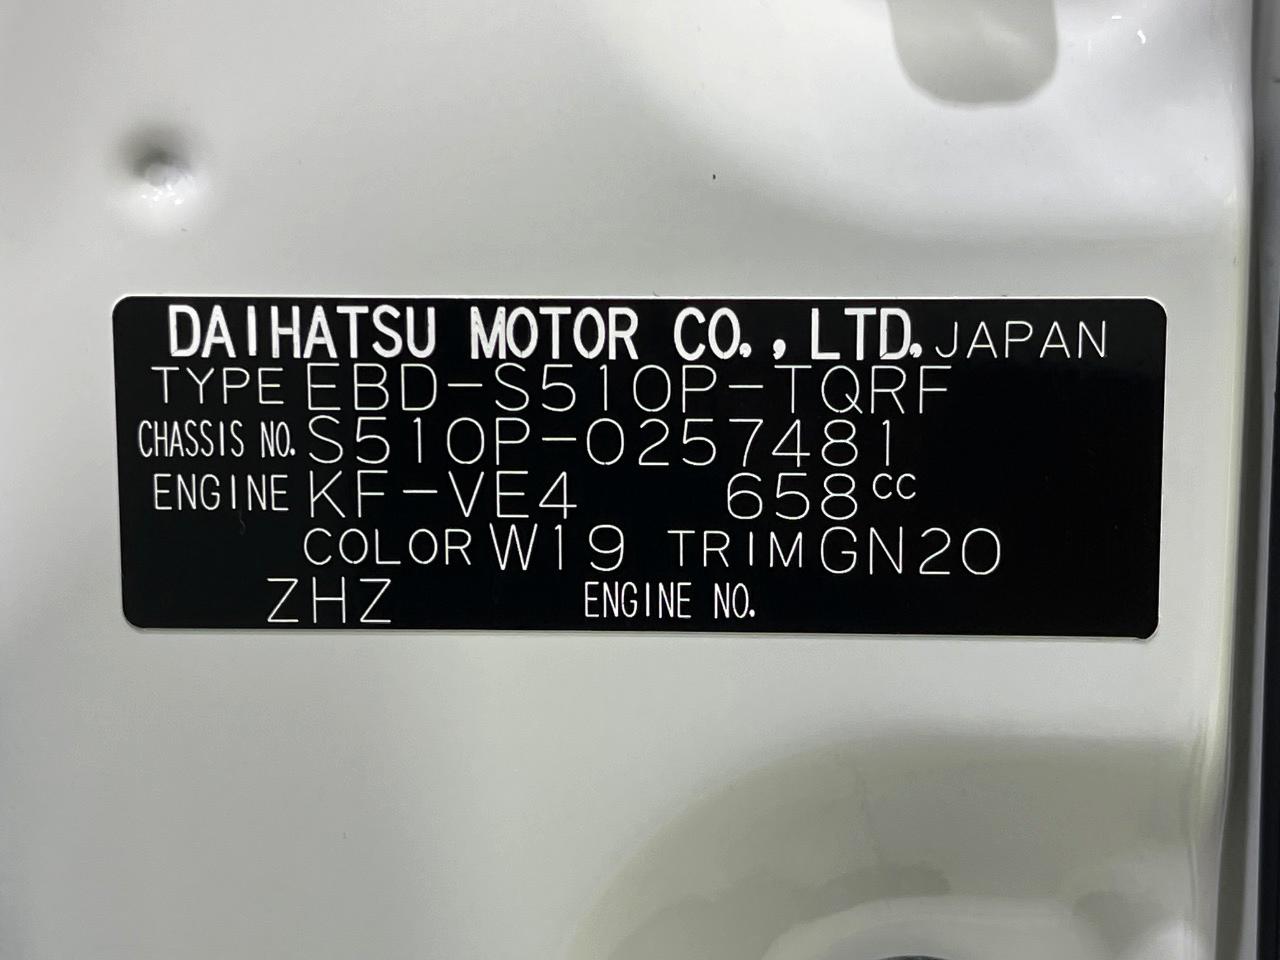 DAIHATSU MOTOR CO.,LTD. JAPAN
TYPE EBD-S510P-TQRF
CHASSIS NO. S510P-0257481
ENGINE KF-VE4 658cc
COLOR W19 TRIM GN20
ZHZ ENGINE NO.